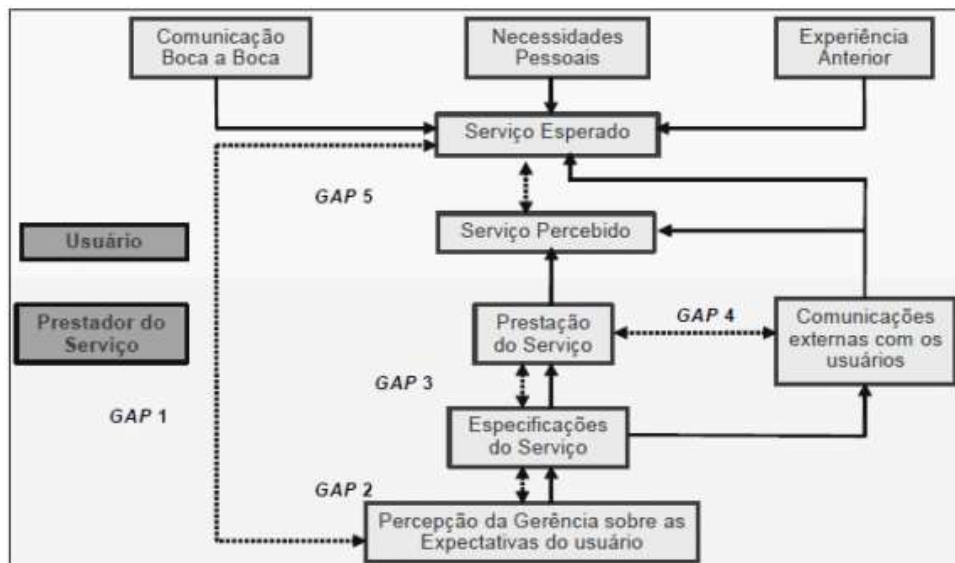 Comunicação
Boca a Boca
Necessidades
Pessoais
Experiência
Anterior
Serviço Esperado
GAP 5
Serviço Percebido
Usuário
Prestador do
Serviço
Prestação
do Serviço
GAP 4
Comunicações
externas com os
usuários
GAP 3
GAP 1
Especificações
do Serviço
GAP 2
Percepção da Gerência sobre as
Expectativas do usuário